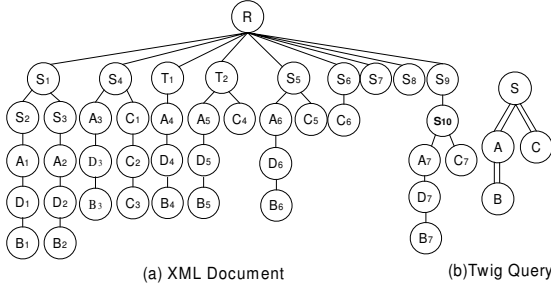 R
S1 S4 T1 T2 S5 S6 S7 S8 S9
S2 S3 A3 C1 A4 A5 C4 A6 C5 C6 S10 S
A1 A2 D3 C2 D4 D5 D6 A7 C7 A C
D1 D2 B3 C3 B4 B5 B6 D7 B
B1 B2 B7
(a) XML Document (b)Twig Query